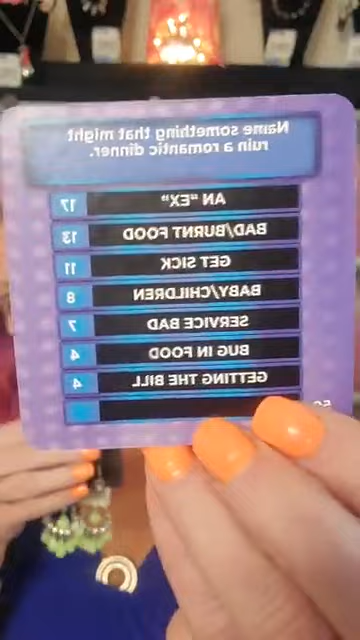 Name something that might
ruin a romantic dinner.
AN "EX" 17
BAD/BURNT FOOD 13
GET SICK 11
BABY/CHILDREN 8
SERVICE BAD 7
BUG IN FOOD 4
GETTING THE BILL 4